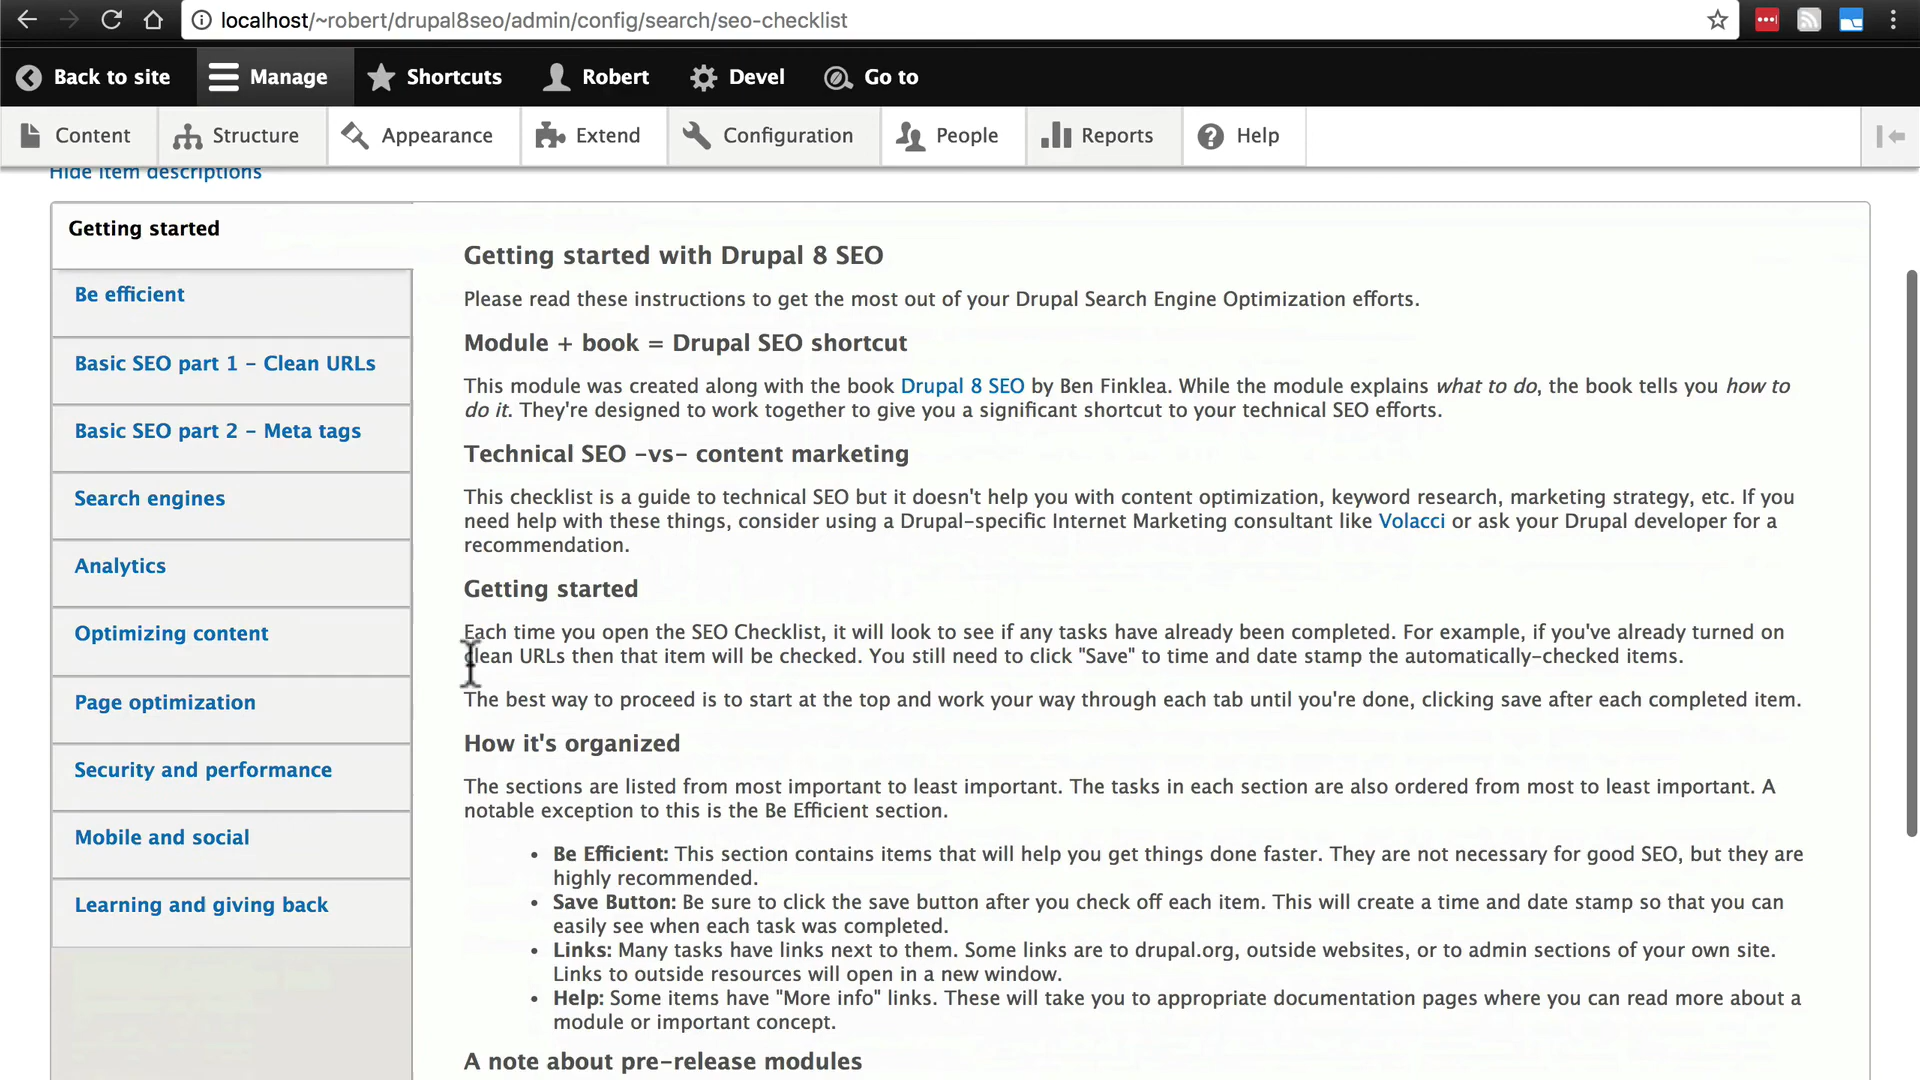 localhost/~robert/drupal8seo/admin/config/search/seo-checklist
Back to site Manage Shortcuts Robert Devel Go to
Content Structure Appearance Extend Configuration People Reports Help
Hide item descriptions
Getting started
Be efficient
Basic SEO part 1 – Clean URLs
Basic SEO part 2 – Meta tags
Search engines
Analytics
Optimizing content
Page optimization
Security and performance
Mobile and social
Learning and giving back
Getting started with Drupal 8 SEO
Please read these instructions to get the most out of your Drupal Search Engine Optimization efforts.
Module + book = Drupal SEO shortcut
This module was created along with the book Drupal 8 SEO by Ben Finklea. While the module explains what to do, the book tells you how to
do it. They're designed to work together to give you a significant shortcut to your technical SEO efforts.
Technical SEO -vs- content marketing
This checklist is a guide to technical SEO but it doesn't help you with content optimization, keyword research, marketing strategy, etc. If you
need help with these things, consider using a Drupal-specific Internet Marketing consultant like Volacci or ask your Drupal developer for a
recommendation.
Getting started
Each time you open the SEO Checklist, it will look to see if any tasks have already been completed. For example, if you've already turned on
clean URLs then that item will be checked. You still need to click "Save" to time and date stamp the automatically-checked items.
The best way to proceed is to start at the top and work your way through each tab until you're done, clicking save after each completed item.
How it's organized
The sections are listed from most important to least important. The tasks in each section are also ordered from most to least important. A
notable exception to this is the Be Efficient section.
• Be Efficient: This section contains items that will help you get things done faster. They are not necessary for good SEO, but they are
highly recommended.
• Save Button: Be sure to click the save button after you check off each item. This will create a time and date stamp so that you can
easily see when each task was completed.
• Links: Many tasks have links next to them. Some links are to drupal.org, outside websites, or to admin sections of your own site.
Links to outside resources will open in a new window.
• Help: Some items have "More info" links. These will take you to appropriate documentation pages where you can read more about a
module or important concept.
A note about pre-release modules